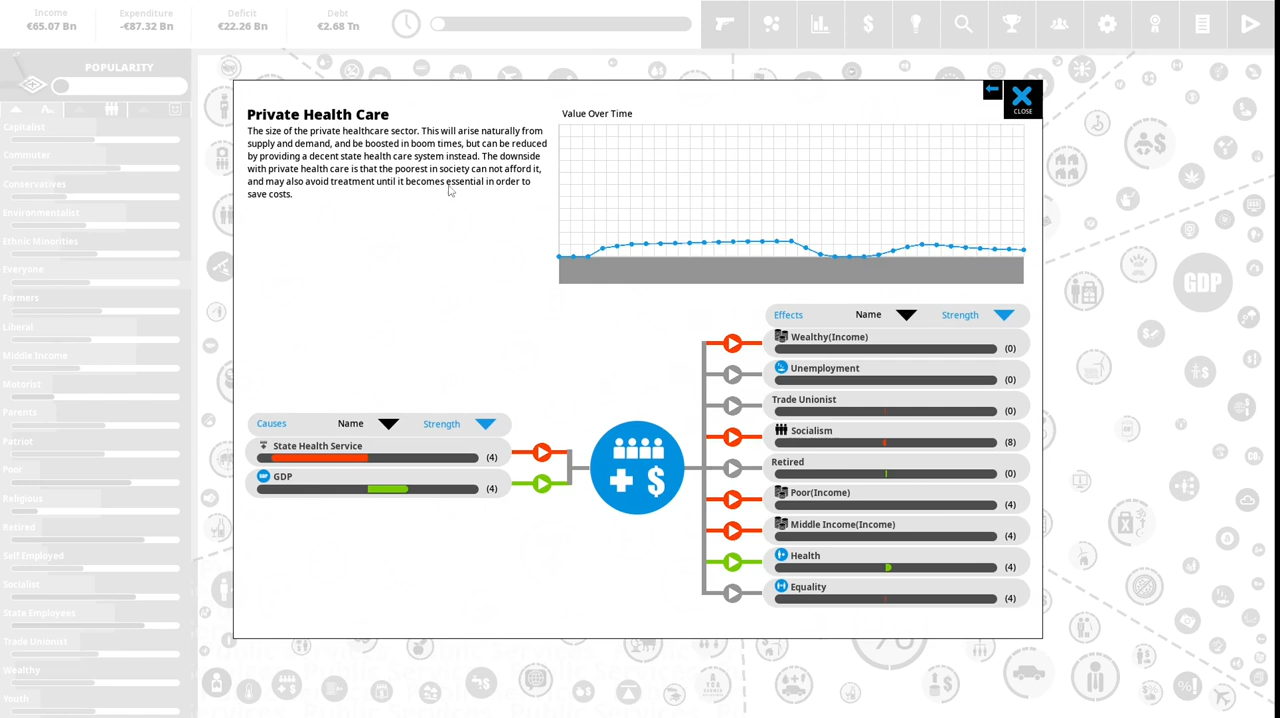 Income
Expenditure
Deficit
Debt
€65.07 Bn
-€87.32 Bn
€22.26 Bn
€2.68 Tn
POPULARITY
Capitalist
Commuter
Conservatives
Environmentalist
Ethnic Minorities
Everyone
Farmers
Liberal
Middle Income
Motorist
Parents
Patriot
Poor
Religious
Retired
Self Employed
Socialist
State Employees
Trade Unionist
Wealthy
Youth
Private Health Care
The size of the private healthcare sector. This will arise naturally from
supply and demand, and be boosted in boom times, but can be reduced
by providing a decent state health care system instead. The downside
with private health care is that the poorest in society can not afford it,
and may also avoid treatment until it becomes essential in order to
save costs.
Value Over Time
CLOSE
Causes Name Strength
State Health Service
(4)
GDP
(4)
Effects Name Strength
Wealthy(Income)
(0)
Unemployment
(0)
Trade Unionist
(0)
Socialism
(8)
Retired
(0)
Poor(Income)
(4)
Middle Income(Income)
(4)
Health
(4)
Equality
(4)
GDP